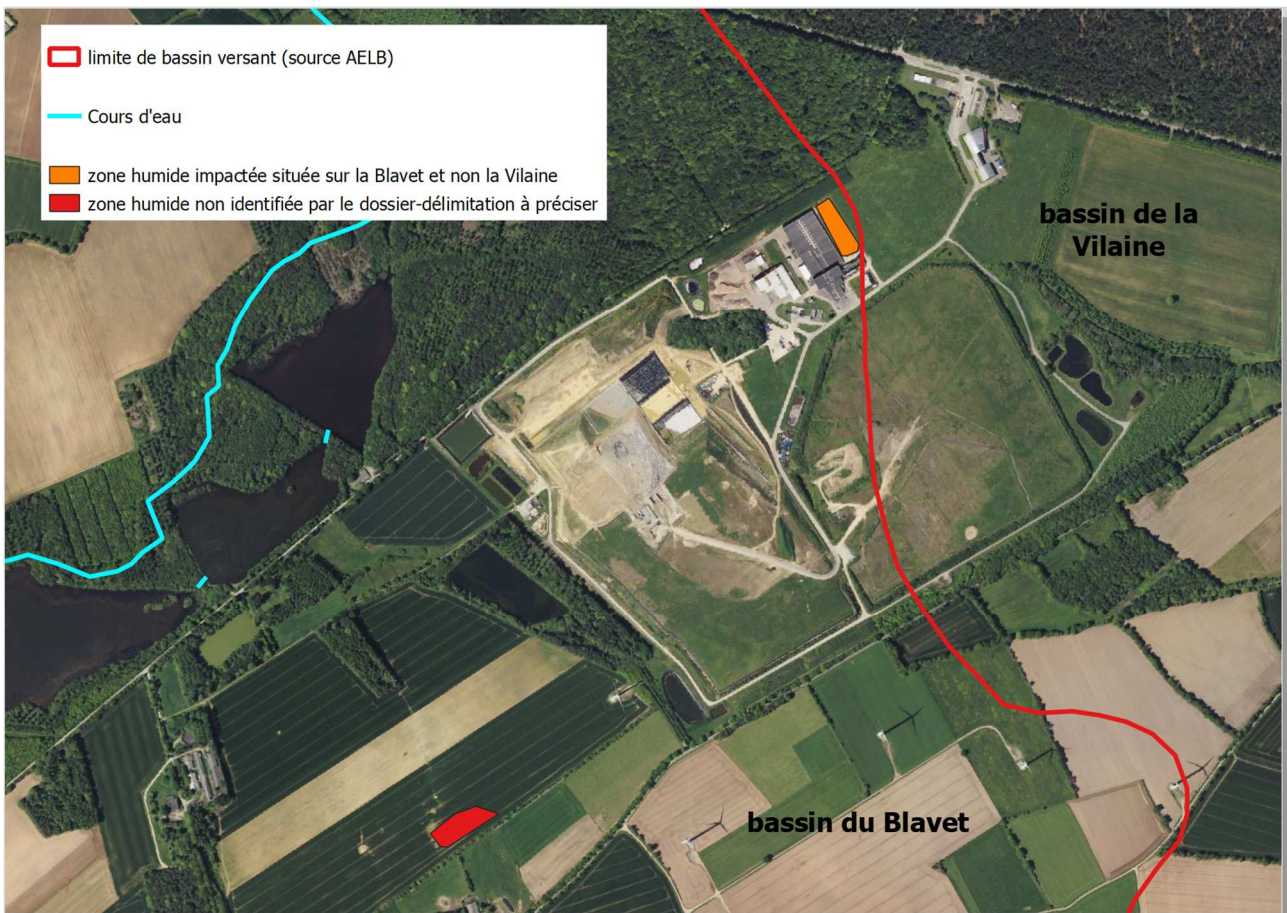 limite de bassin versant (source AELB)
Cours d'eau
zone humide impactée située sur la Blavet et non la Vilaine
zone humide non identifiée par le dossier-délimitation à préciser
bassin de la
Vilaine
bassin du Blavet